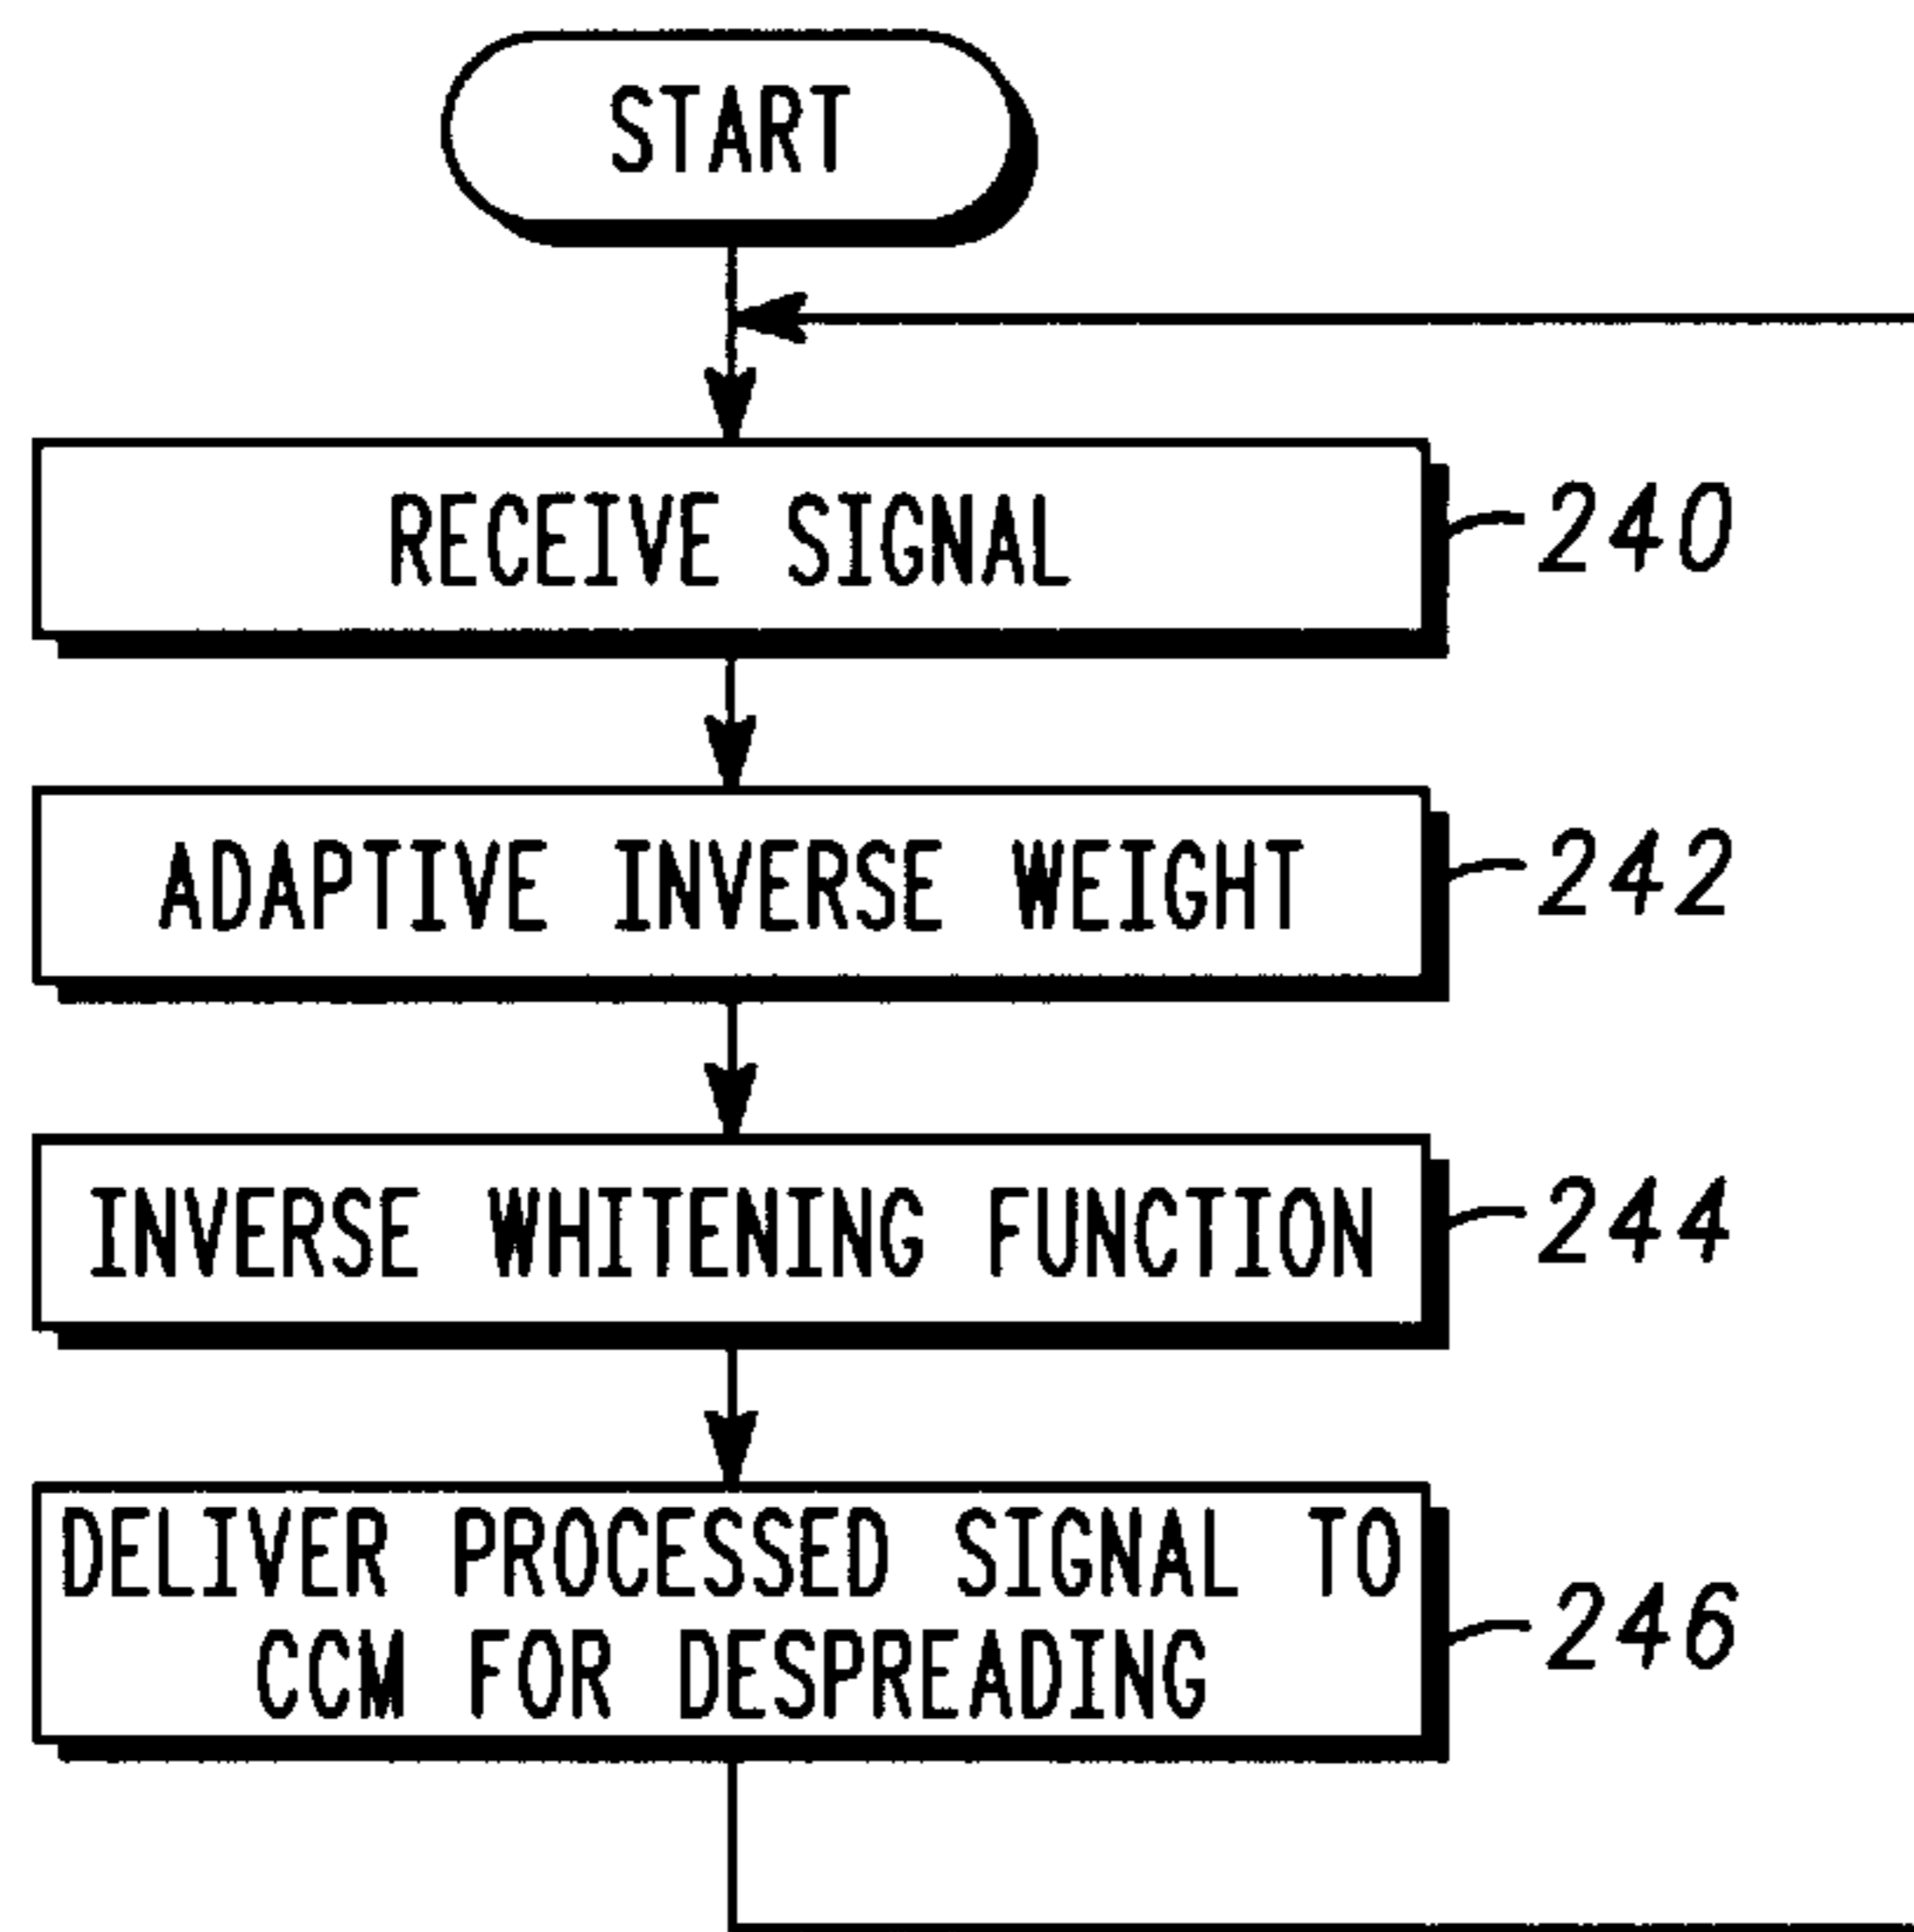 START
RECEIVE SIGNAL
240
ADAPTIVE INVERSE WEIGHT
242
INVERSE WHITENING FUNCTION
244
DELIVER PROCESSED SIGNAL TO
CCM FOR DESPREADING
246